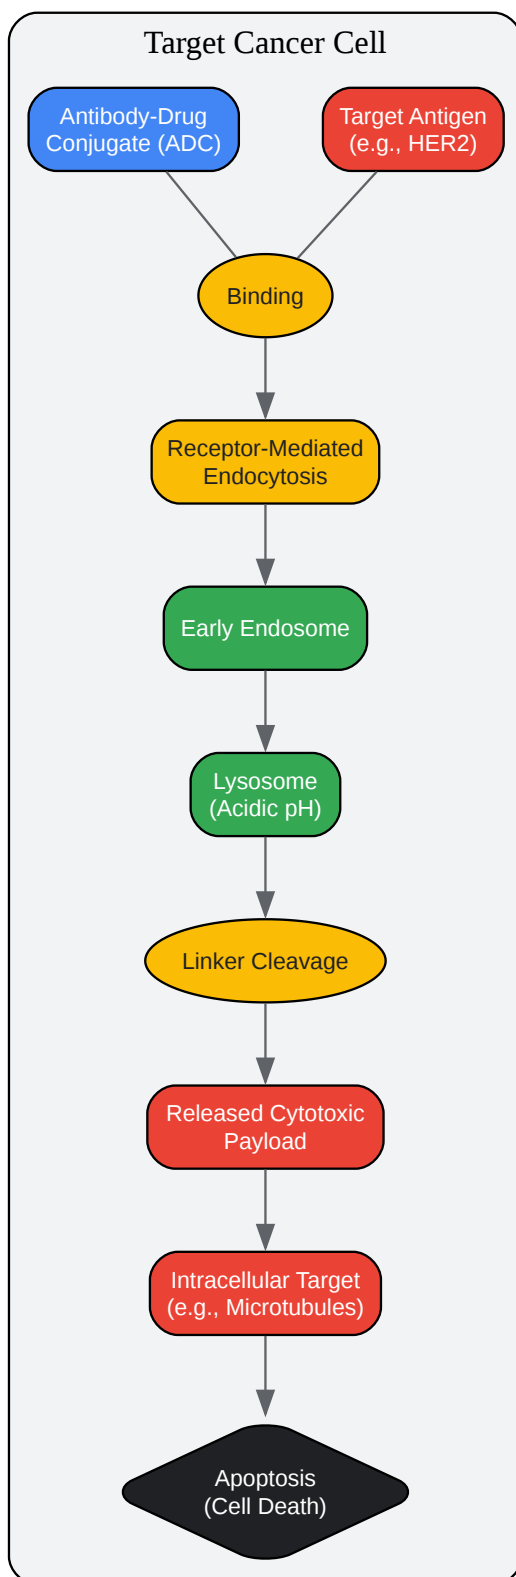 Target Cancer Cell
Antibody-Drug
Conjugate (ADC)
Target Antigen
(e.g., HER2)
Binding
Receptor-Mediated
Endocytosis
Early Endosome
Lysosome
(Acidic pH)
Linker Cleavage
Released Cytotoxic
Payload
Intracellular Target
(e.g., Microtubules)
Apoptosis
(Cell Death)